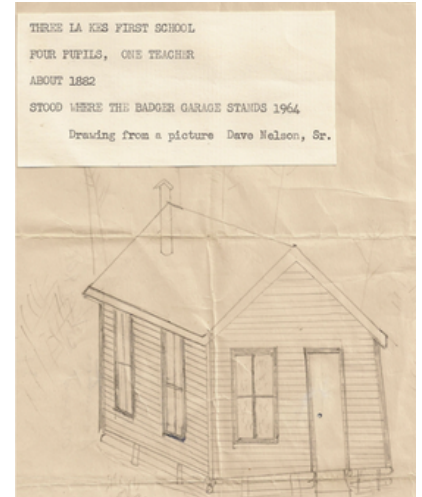 THREE LA KES FIRST SCHOOL
FOUR PUPILS, ONE TEACHER
ABOUT 1882
STOOD WHERE THE BADGER GARAGE STANDS 1964
Drawing from a picture Dave Nelson, Sr.